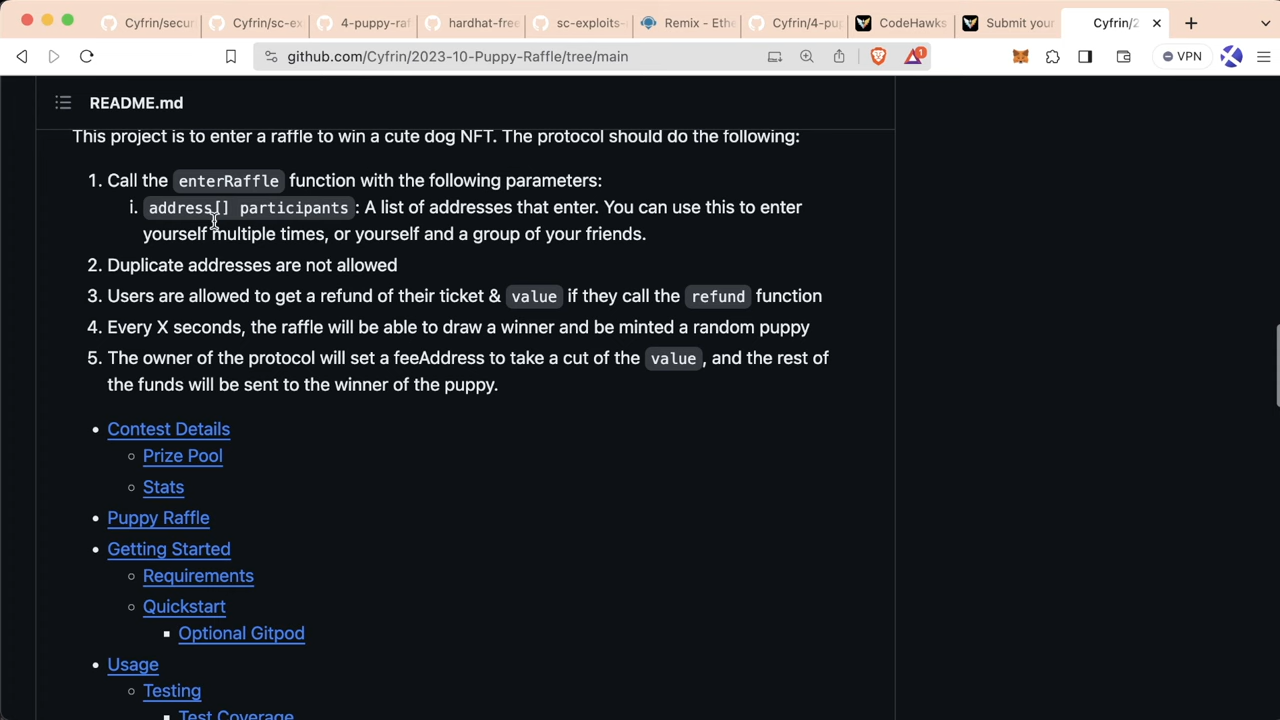 Cyfrin/secur
Cyfrin/sc-ex
4-puppy-raf
hardhat-free
sc-exploits-
Remix - Ethe
Cyfrin/4-pup
CodeHawks
Submit your
Cyfrin/2
VPN
github.com/Cyfrin/2023-10-Puppy-Raffle/tree/main
1
README.md
This project is to enter a raffle to win a cute dog NFT. The protocol should do the following:
1. Call the enterRaffle function with the following parameters:
i. address[] participants: A list of addresses that enter. You can use this to enter
yourself multiple times, or yourself and a group of your friends.
2. Duplicate addresses are not allowed
3. Users are allowed to get a refund of their ticket & value if they call the refund function
4. Every X seconds, the raffle will be able to draw a winner and be minted a random puppy
5. The owner of the protocol will set a feeAddress to take a cut of the value, and the rest of
the funds will be sent to the winner of the puppy.
Contest Details
Prize Pool
Stats
Puppy Raffle
Getting Started
Requirements
Quickstart
Optional Gitpod
Usage
Testing
Test Coverage